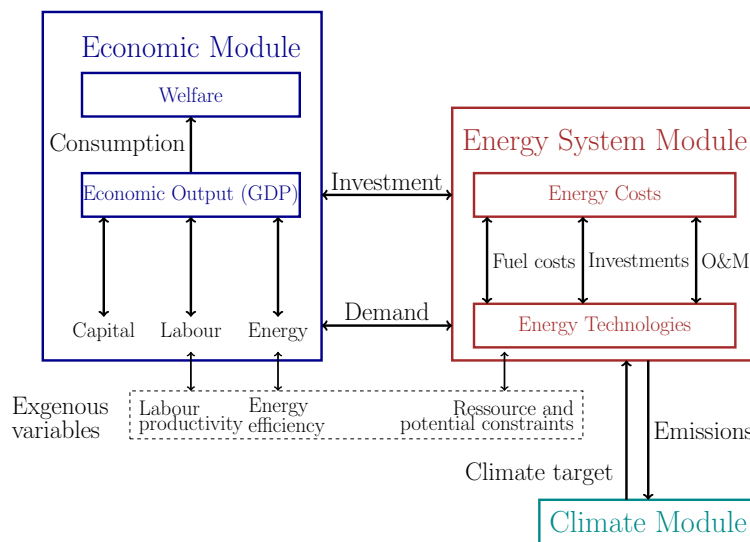 Economic Module
Welfare
Consumption
Economic Output (GDP)
Capital
Labour
Energy
Investment
Demand
Energy System Module
Energy Costs
Fuel costs
Investments
O&M
Energy Technologies
Exgenous
variables
Labour
productivity
Energy
efficiency
Ressource and
potential constraints
Climate target
Emissions
Climate Module